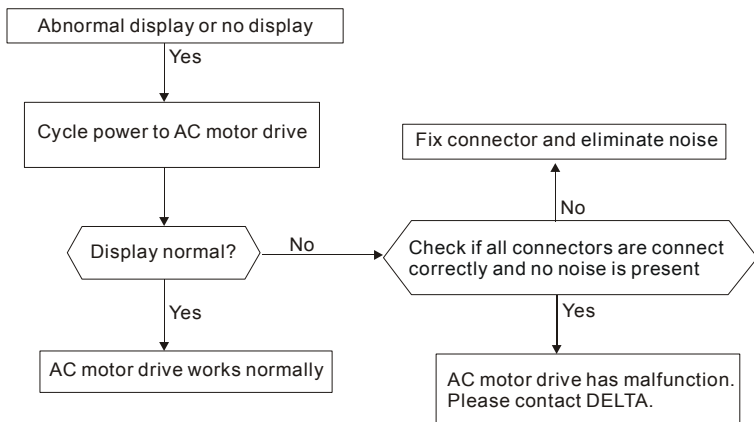 Abnormal display or no display
Yes
Cycle power to AC motor drive
Fix connector and eliminate noise
No
Display normal?
No
Check if all connectors are connect
correctly and no noise is present
Yes
Yes
AC motor drive works normally
AC motor drive has malfunction.
Please contact DELTA.